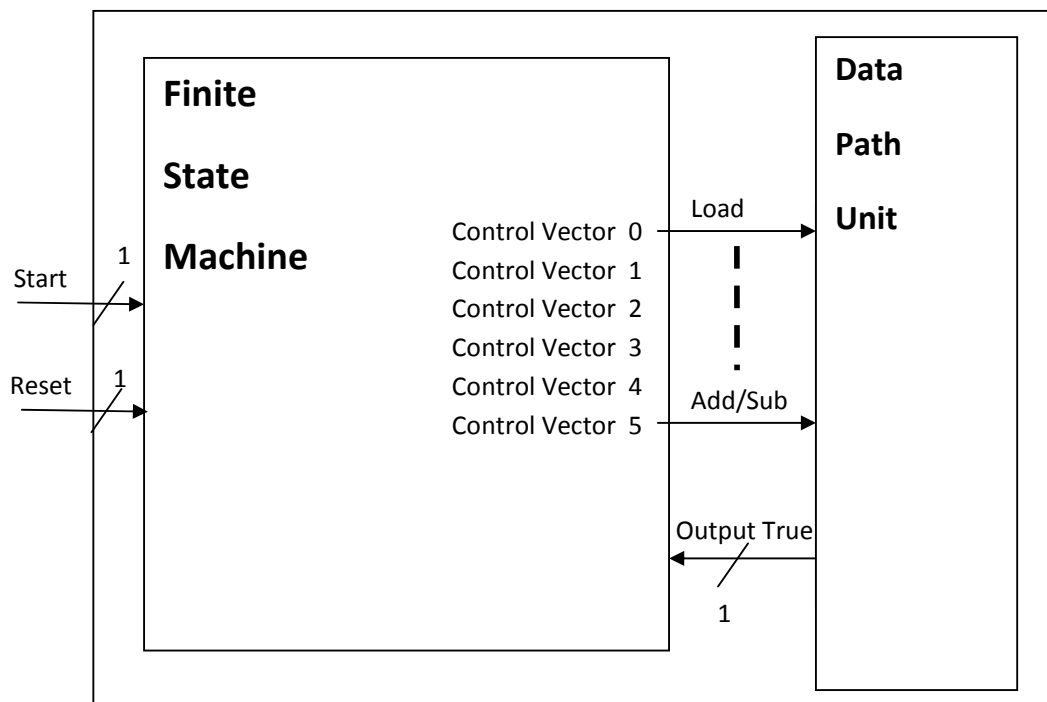 Finite
State
Machine
Start
1
Reset
1
Control Vector 0
Control Vector 1
Control Vector 2
Control Vector 3
Control Vector 4
Control Vector 5
Load
Add/Sub
Output True
1
Data
Path
Unit